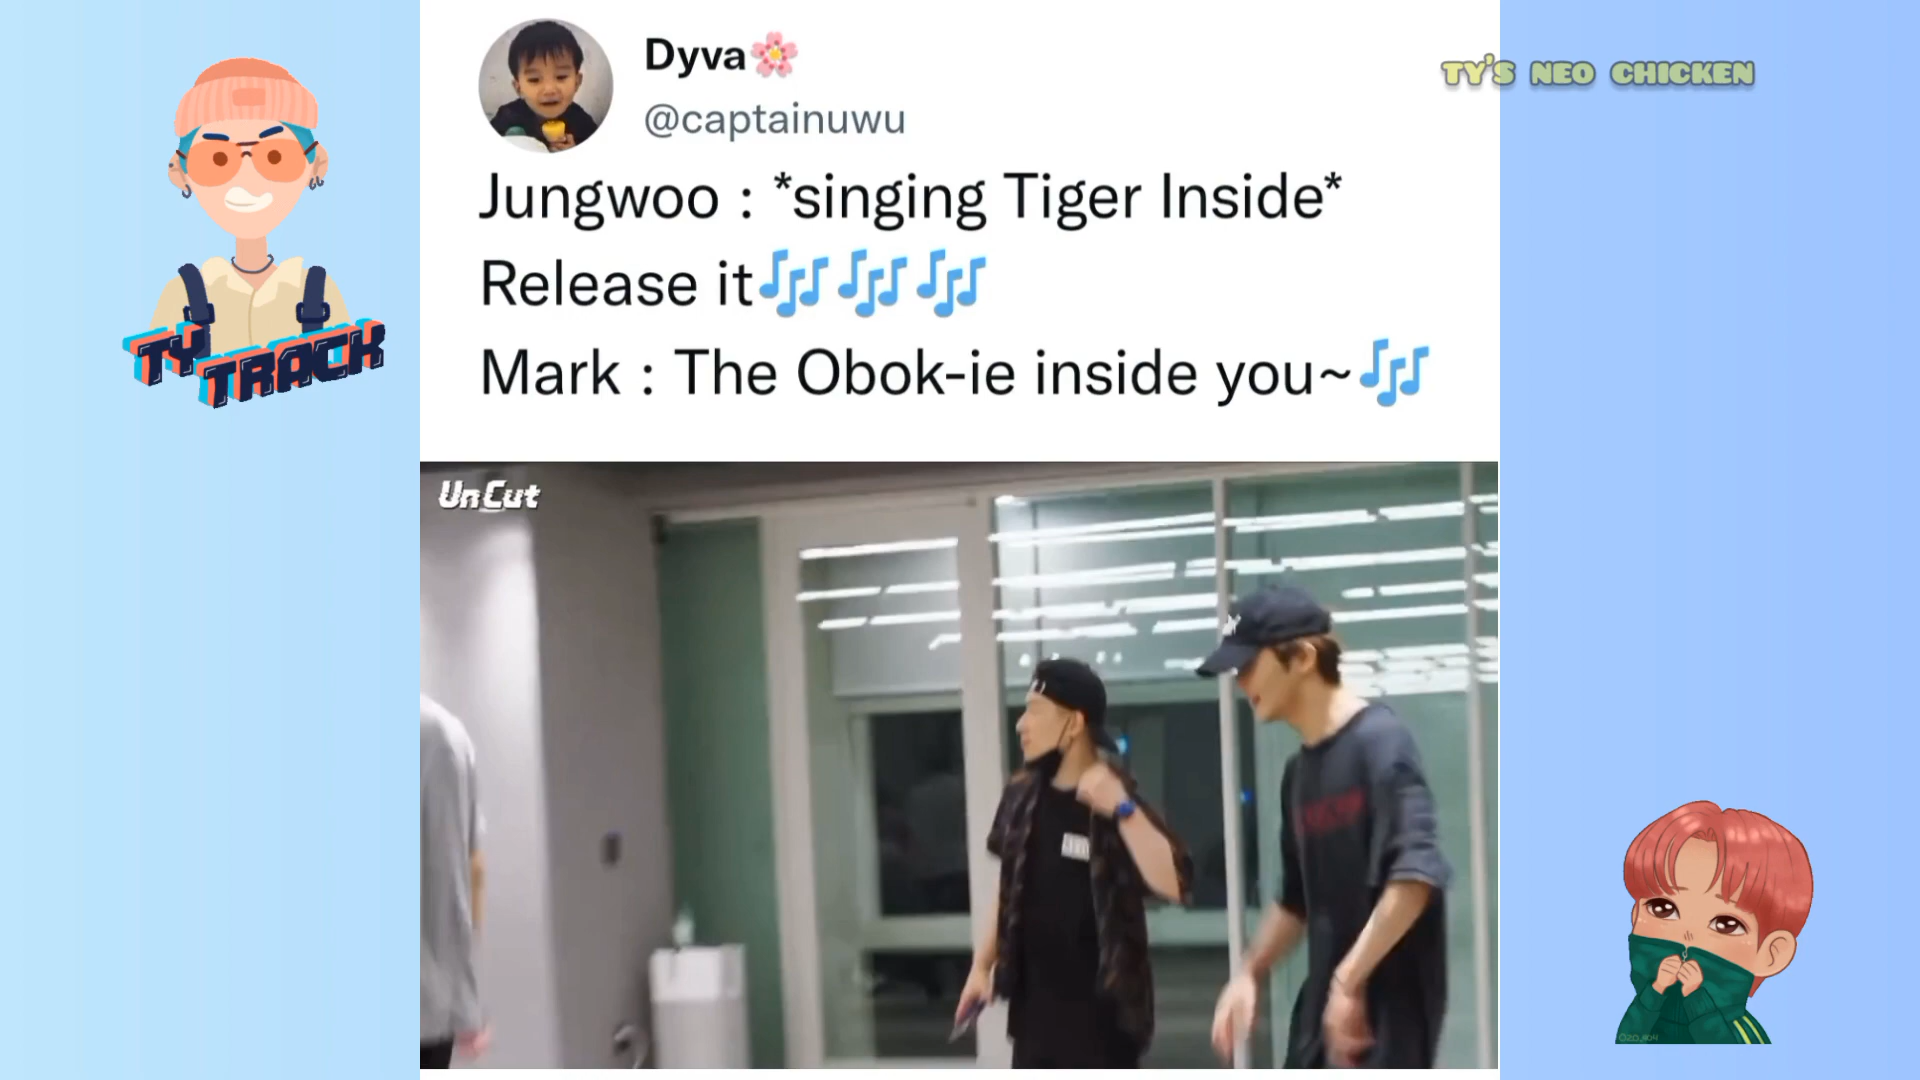 Dyva🌸
@captainuwu
TY'S NEO CHICKEN
Jungwoo : *singing Tiger Inside*
Release it🎶🎶🎶
Mark : The Obok-ie inside you~🎶
TY
TRACK
UnCut